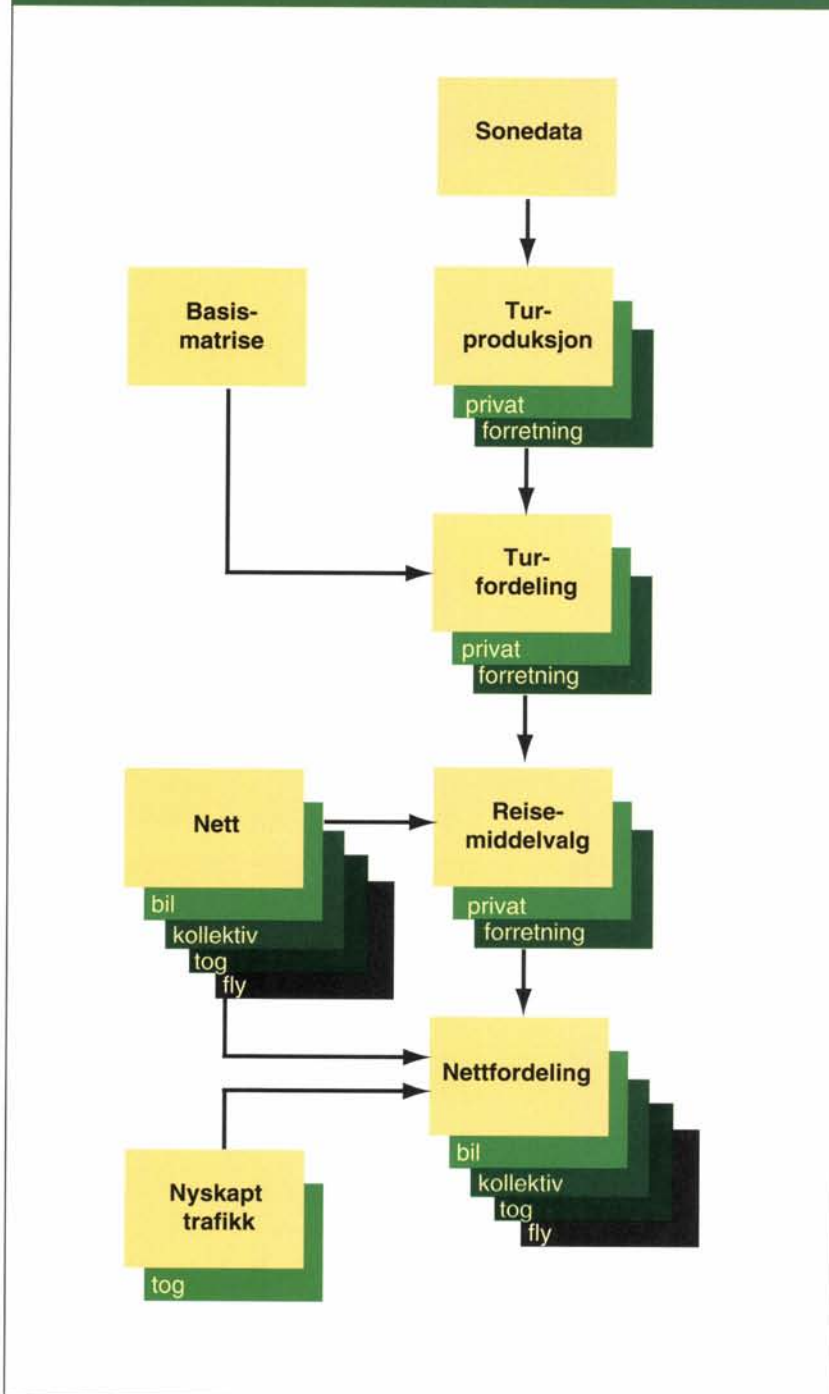 Sonedata
Basis-
matrise
Tur-
produksjon
privat
forretning
Tur-
fordeling
privat
forretning
Nett
bil
kollektiv
tog
fly
Reise-
middelvalg
privat
forretning
Nettfordeling
bil
kollektiv
tog
fly
Nyskapt
trafikk
tog